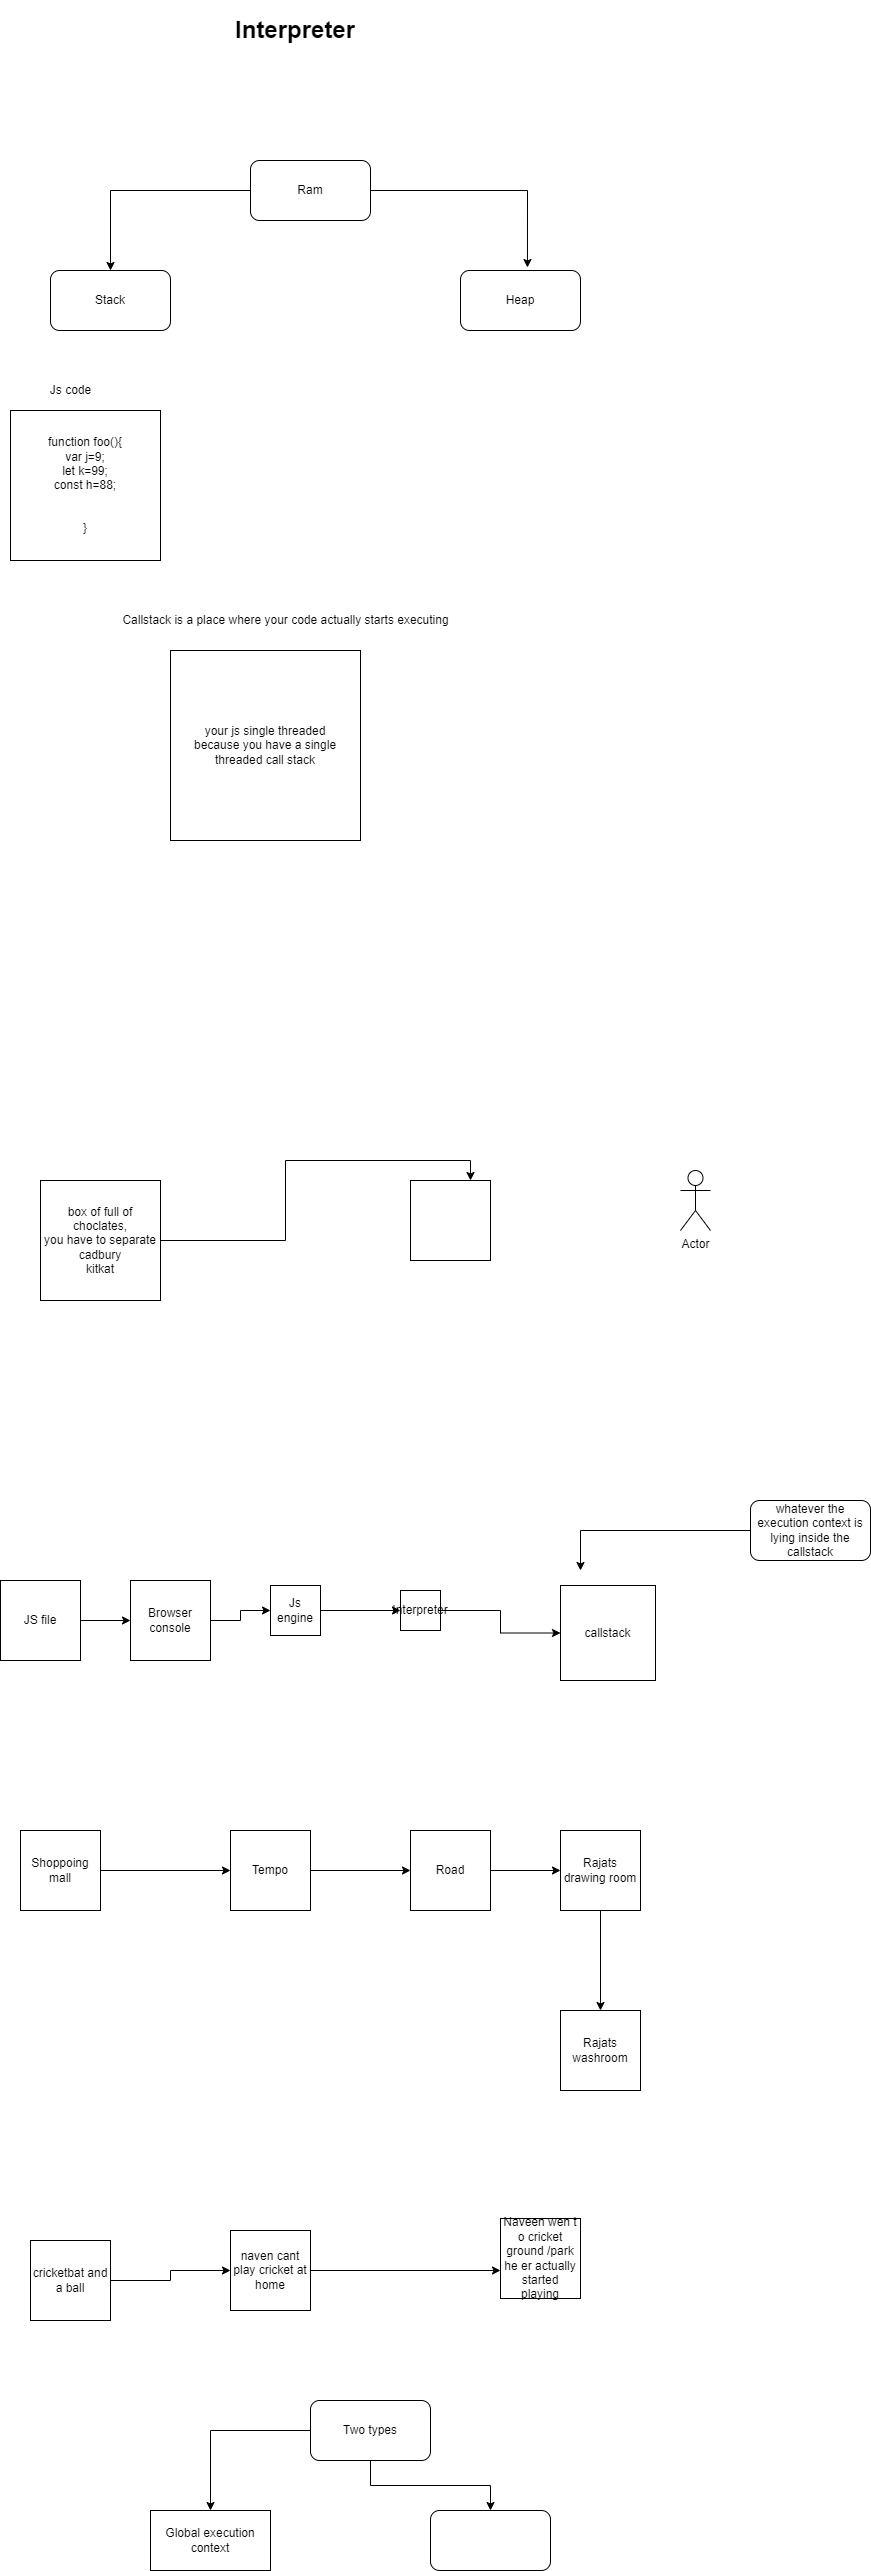 Interpreter
Ram
Stack
Heap
Js code
function foo(){
var j=9;
let k=99;
const h=88;
}
Callstack is a place where your code actually starts executing
your js single threaded
because you have a single
threaded call stack
box of full of
choclates,
you have to separate
cadbury
kitkat
Actor
whatever the
execution context is
lying inside the
callstack
JS file
Browser
console
Js
engine
Interpreter
callstack
Shoppoing
mall
Tempo
Road
Rajats
drawing room
Rajats
washroom
cricketbat and
a ball
naven cant
play cricket at
home
Naveen wen t
o cricket
ground /park
he er actually
started
playing
Two types
Global execution
context